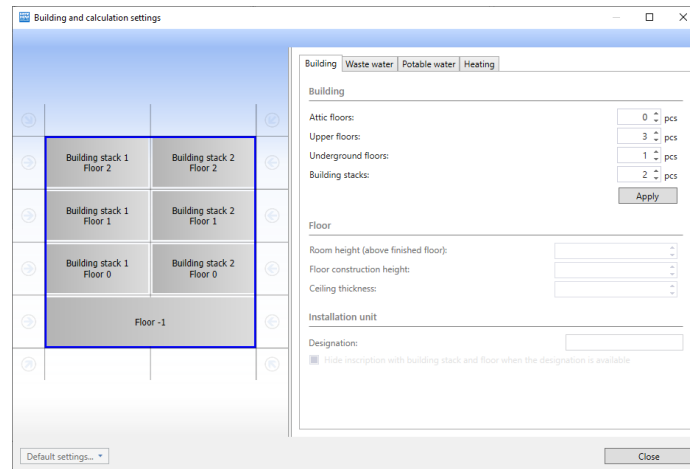 Building and calculation settings
Building Waste water Potable water Heating
Building
Attic floors: 0 pcs
Upper floors: 3 pcs
Underground floors: 1 pcs
Building stacks: 2 pcs
Apply
Floor
Room height (above finished floor):
Floor construction height:
Ceiling thickness:
Installation unit
Designation:
Hide inscription with building stack and floor when the designation is available
Building stack 1
Floor 2
Building stack 2
Floor 2
Building stack 1
Floor 1
Building stack 2
Floor 1
Building stack 1
Floor 0
Building stack 2
Floor 0
Floor -1
Default settings...
Close